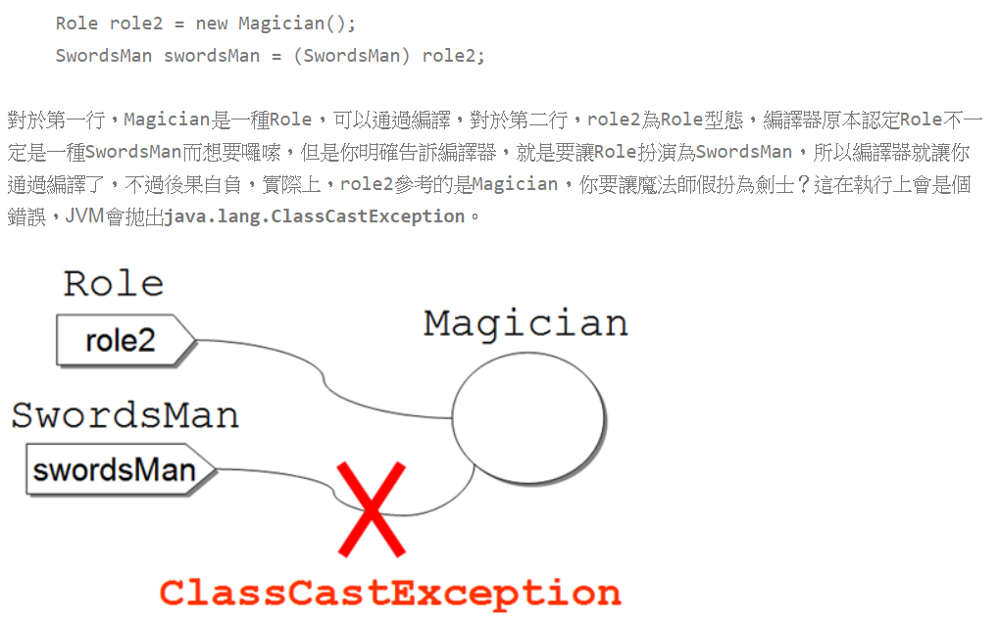 Role role2 = new Magician();
SwordsMan swordsMan = (SwordsMan) role2;
對於第一行，Magician是一種Role，可以通過編譯，對於第二行，role2為Role型態，編譯器原本認定Role不一
定是一種SwordsMan而想要囉嗦，但是你明確告訴編譯器，就是要讓Role扮演為SwordsMan，所以編譯器就讓你
通過編譯了，不過後果自負，實際上，role2參考的是Magician，你要讓魔法師假扮為劍士？這在執行上會是個
錯誤，JVM會拋出java.lang.ClassCastException。
Role
role2
Magician
SwordsMan
swordsMan
ClassCastException